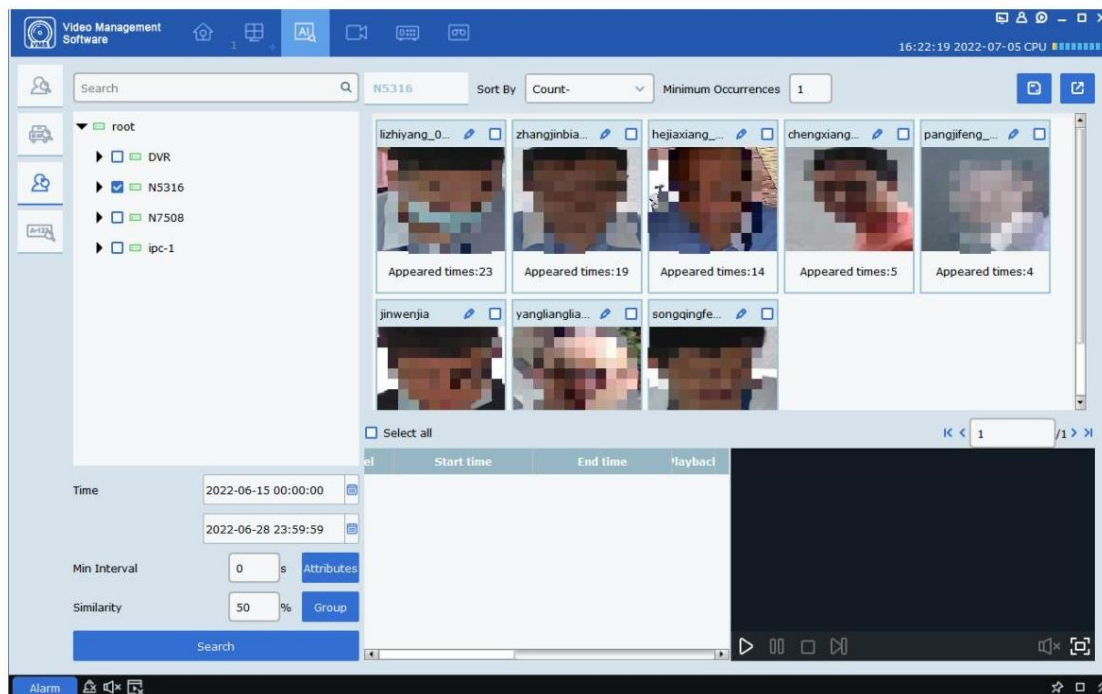 Video Management
Software
VMS
1
16:22:19 2022-07-05 CPU
Search
N5316
Sort By
Count-
Minimum Occurrences
1
root
DVR
N5316
N7508
ipc-1
lizhiyang_0...
zhangjinbia...
hejiaxiang_...
chengxiang...
pangjifeng_...
Appeared times:23
Appeared times:19
Appeared times:14
Appeared times:5
Appeared times:4
jinwenjia
yanglianglia...
songqingfe...
Select all
1
/1
el
Start time
End time
Playback
Time
2022-06-15 00:00:00
2022-06-28 23:59:59
Min Interval
0
s
Attributes
Similarity
50
%
Group
Search
Alarm